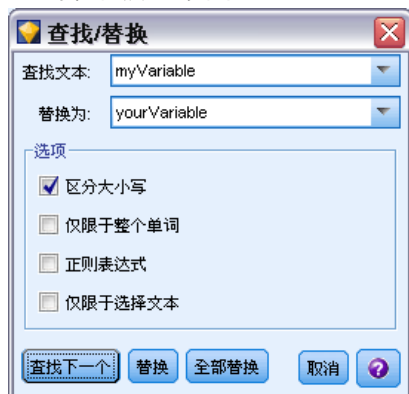 查找/替换
查找文本: myVariable
替换为: yourVariable
选项
区分大小写
仅限于整个单词
正则表达式
仅限于选择文本
查找下一个 替换 全部替换 取消 ?